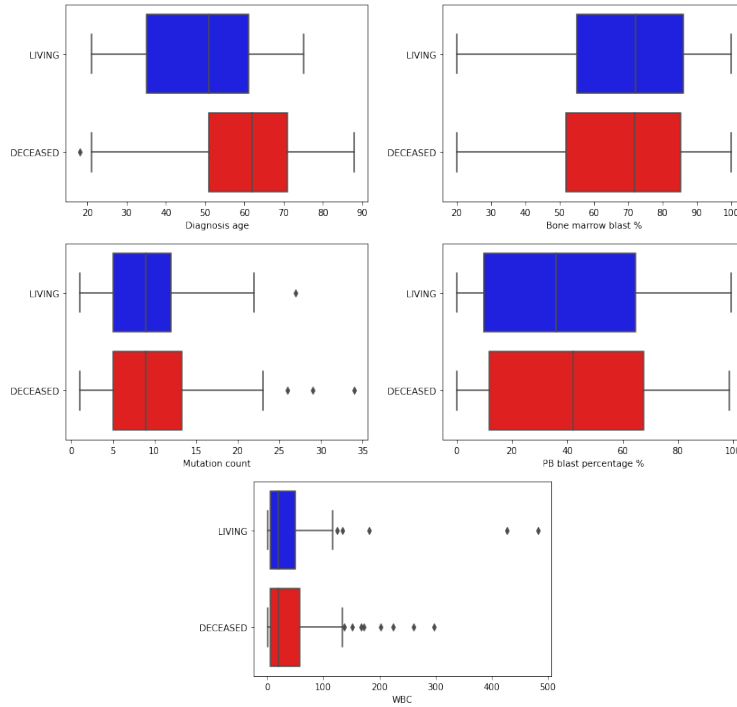 LIVING
DECEASED
20 30 40 50 60 70 80 90
Diagnosis age
LIVING
DECEASED
20 30 40 50 60 70 80 90 100
Bone marrow blast %
LIVING
DECEASED
0 5 10 15 20 25 30 35
Mutation count
LIVING
DECEASED
0 20 40 60 80 100
PB blast percentage %
LIVING
DECEASED
0 100 200 300 400 500
WBC